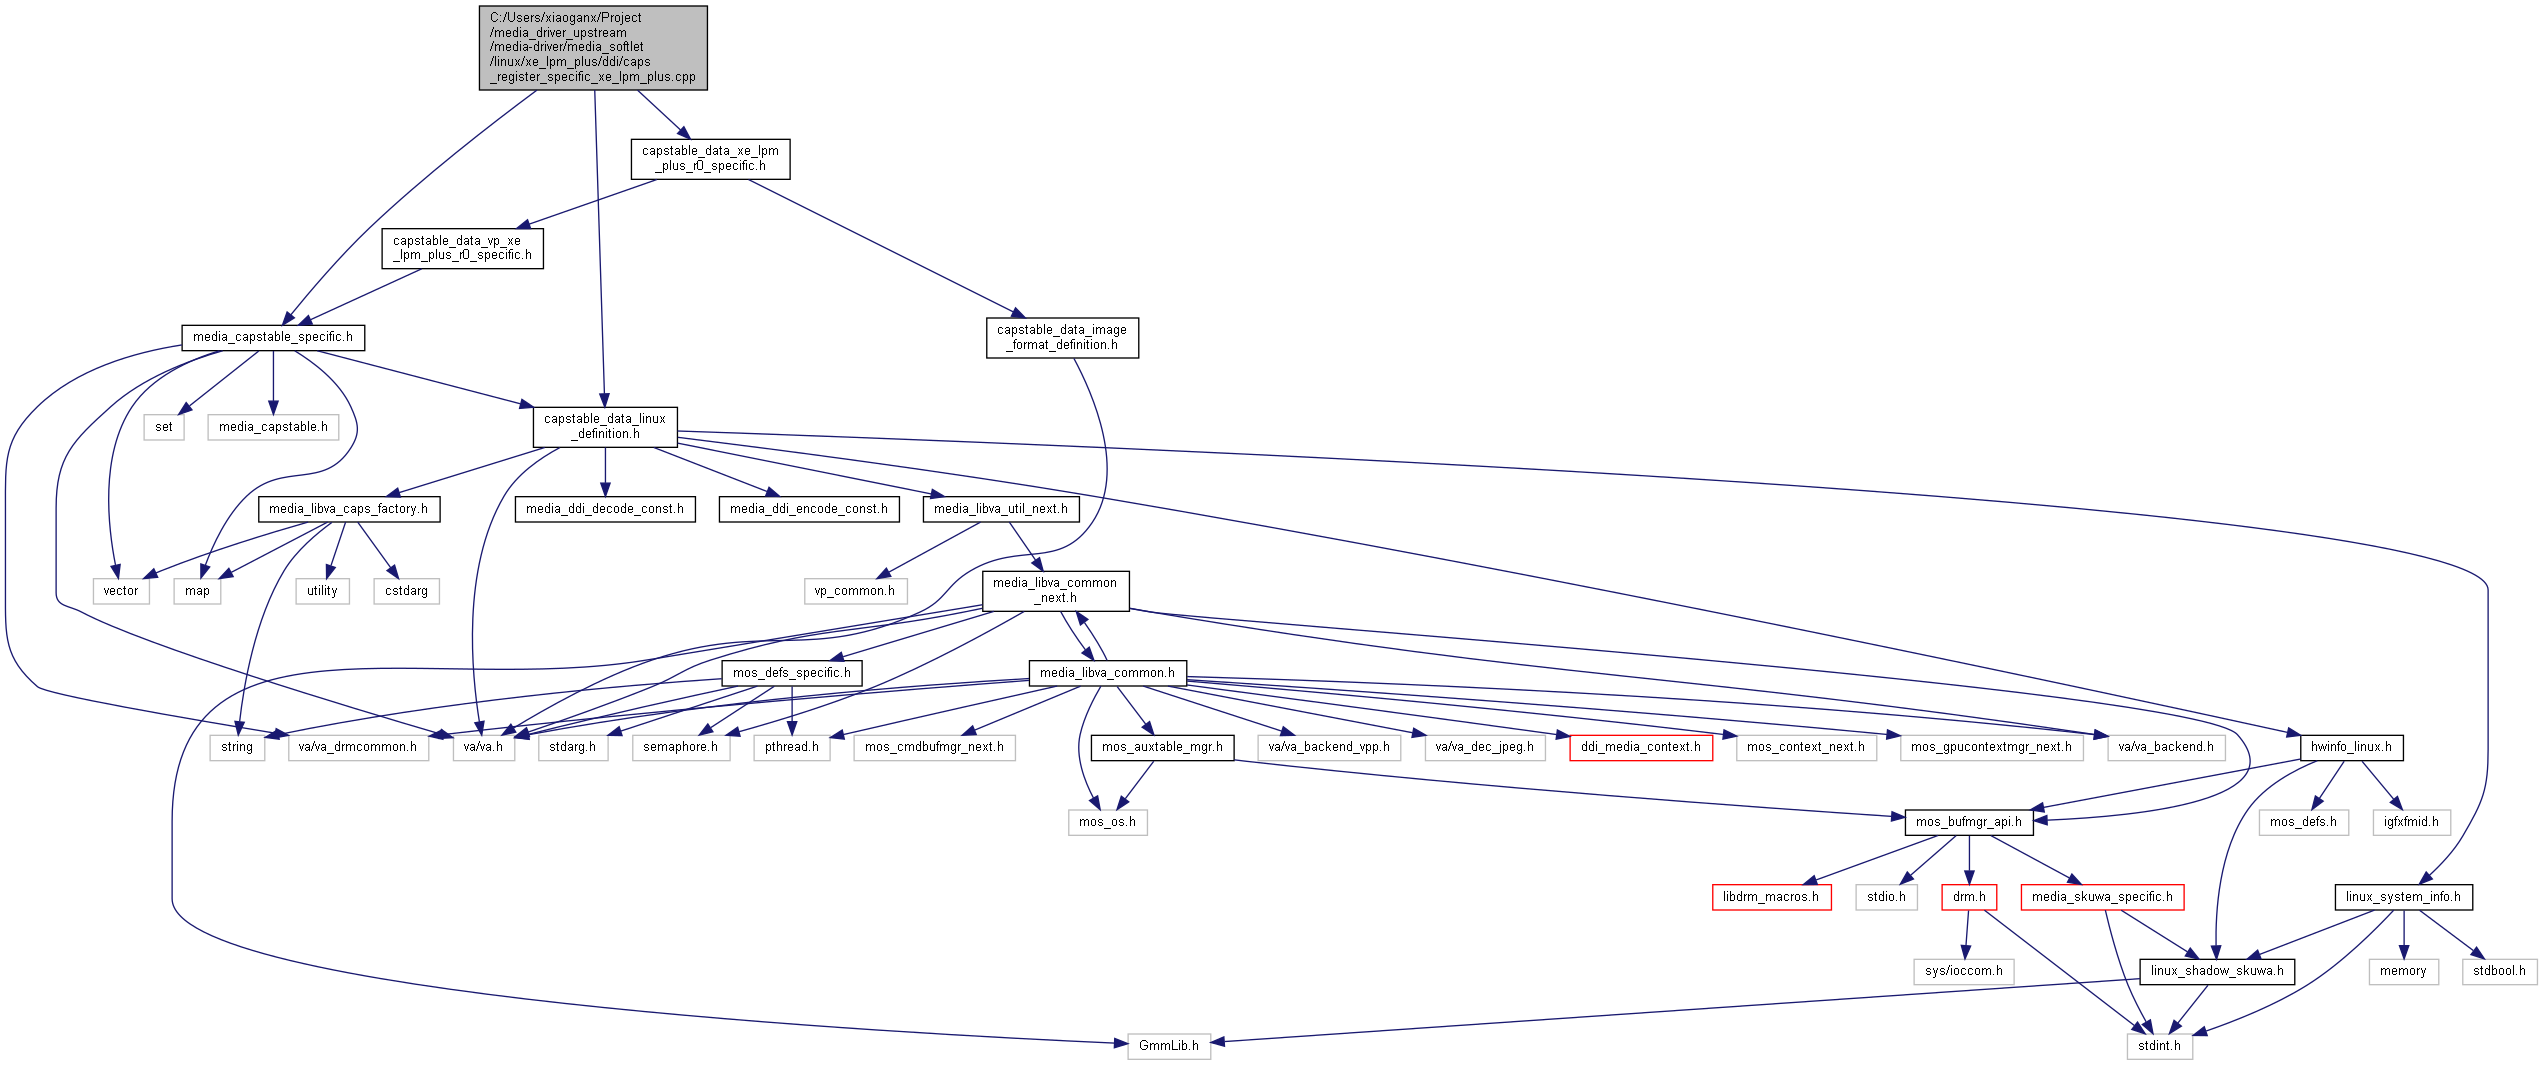 C:/Users/xiaoganx/Project
/media_driver_upstream
/media-driver/media_softlet
/linux/xe_lpm_plus/ddi/caps
_register_specific_xe_lpm_plus.cpp
capstable_data_xe_lpm
_plus_r0_specific.h
capstable_data_vp_xe
_lpm_plus_r0_specific.h
media_capstable_specific.h
capstable_data_image
_format_definition.h
set
media_capstable.h
capstable_data_linux
_definition.h
media_libva_caps_factory.h
media_ddi_decode_const.h
media_ddi_encode_const.h
media_libva_util_next.h
vector
map
utility
cstdarg
vp_common.h
media_libva_common
_next.h
mos_defs_specific.h
media_libva_common.h
string
va/va_drmcommon.h
va/va.h
stdarg.h
semaphore.h
pthread.h
mos_cmdbufmgr_next.h
mos_auxtable_mgr.h
va/va_backend_vpp.h
va/va_dec_jpeg.h
ddi_media_context.h
mos_context_next.h
mos_gpucontextmgr_next.h
va/va_backend.h
hwinfo_linux.h
mos_os.h
mos_bufmgr_api.h
mos_defs.h
igfxfmid.h
libdrm_macros.h
stdio.h
drm.h
media_skuwa_specific.h
linux_system_info.h
sys/ioccom.h
linux_shadow_skuwa.h
memory
stdbool.h
GmmLib.h
stdint.h